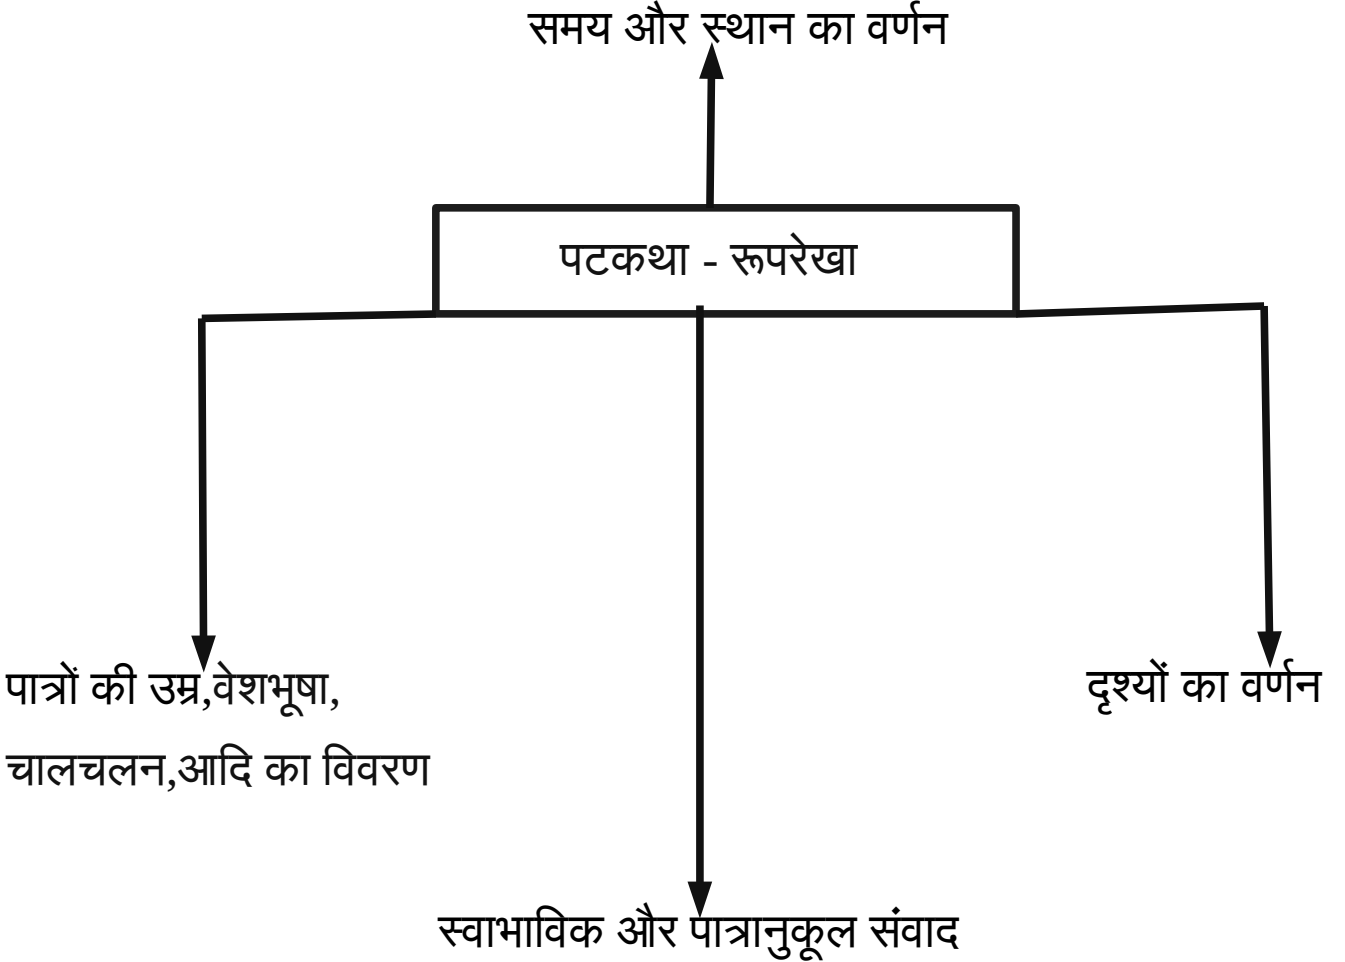 समय और स्थान का वर्णन
पटकथा - रूपरेखा
पात्रों की उम्र,वेशभूषा,
चालचलन,आदि का विवरण
दृश्यों का वर्णन
स्वाभाविक और पात्रानुकूल संवाद